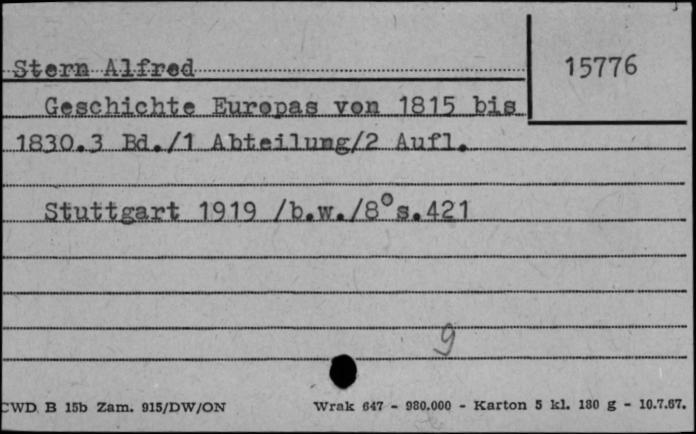 Stern Alfred
15776
Geschichte Europas von 1815 bis
1830.3 Bd./1 Abteilung/2 Aufl.
Stuttgart 1919 /b.w./8°s.421
9
CWD B 15b Zam. 915/DW/ON
Wrak 647 - 980.000 - Karton 5 kl. 180 g - 10.7.67.